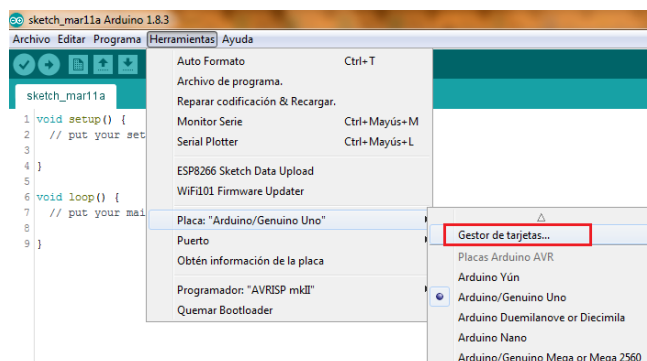 sketch_mar11a Arduino 1.8.3
Archivo Editar Programa Herramientas Ayuda
sketch_mar11a
1 void setup() {
2 // put your set
3
4 }
5
6 void loop() {
7 // put your mai
8
9 }
Auto Formato Ctrl+T
Archivo de programa.
Reparar codificación & Recargar.
Monitor Serie Ctrl+Mayús+M
Serial Plotter Ctrl+Mayús+L
ESP8266 Sketch Data Upload
WiFi101 Firmware Updater
Placa: "Arduino/Genuino Uno"
Puerto
Obtén información de la placa
Programador: "AVRISP mkII"
Quemar Bootloader
Gestor de tarjetas...
Placas Arduino AVR
Arduino Yún
Arduino/Genuino Uno
Arduino Duemilanove or Diecimila
Arduino Nano
Arduino/Genuino Mega or Mega 2560